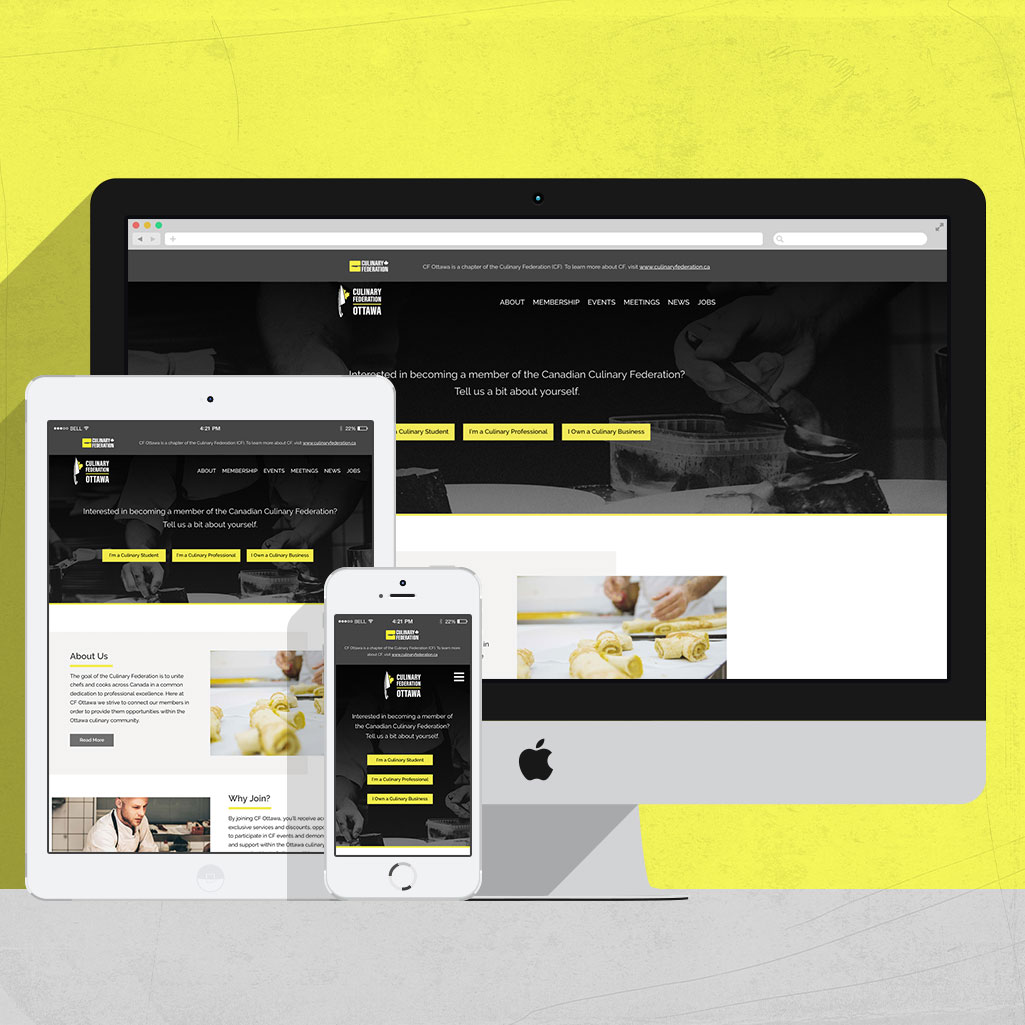 CULINARY
FEDERATION
CF Ottawa is a chapter of the Culinary Federation (CF). To learn more about CF, visit www.culinaryfederation.ca
CULINARY
FEDERATION
OTTAWA
ABOUT MEMBERSHIP EVENTS MEETINGS NEWS JOBS
Interested in becoming a member of the Canadian Culinary Federation?
Tell us a bit about yourself.
Culinary Student
I'm a Culinary Professional
I Own a Culinary Business
in
BELL
4:21 PM
22%
CULINARY
FEDERATION
CF Ottawa is a chapter of the Culinary Federation (CF). To learn more about CF, visit www.culinaryfederation.ca
CULINARY
FEDERATION
OTTAWA
ABOUT MEMBERSHIP EVENTS MEETINGS NEWS JOBS
Interested in becoming a member of the Canadian Culinary Federation?
Tell us a bit about yourself.
I'm a Culinary Student
I'm a Culinary Professional
I Own a Culinary Business
About Us
The goal of the Culinary Federation is to unite
chefs and cooks across Canada in a common
dedication to professional excellence. Here at
CF Ottawa we strive to connect our members in
order to provide them opportunities within the
Ottawa culinary community.
Read More
Why Join?
By joining CF Ottawa, you'll receive
exclusive services and discounts,
to participate in CF events and
and support within the Ottawa
BELL
4:21 PM
22%
CULINARY
FEDERATION
CF Ottawa is a chapter of the Culinary Federation (CF). To learn more
about CF, visit www.culinaryfederation.ca
CULINARY
FEDERATION
OTTAWA
Interested in becoming a member of
the Canadian Culinary Federation?
Tell us a bit about yourself.
I'm a Culinary Student
I'm a Culinary Professional
I Own a Culinary Business